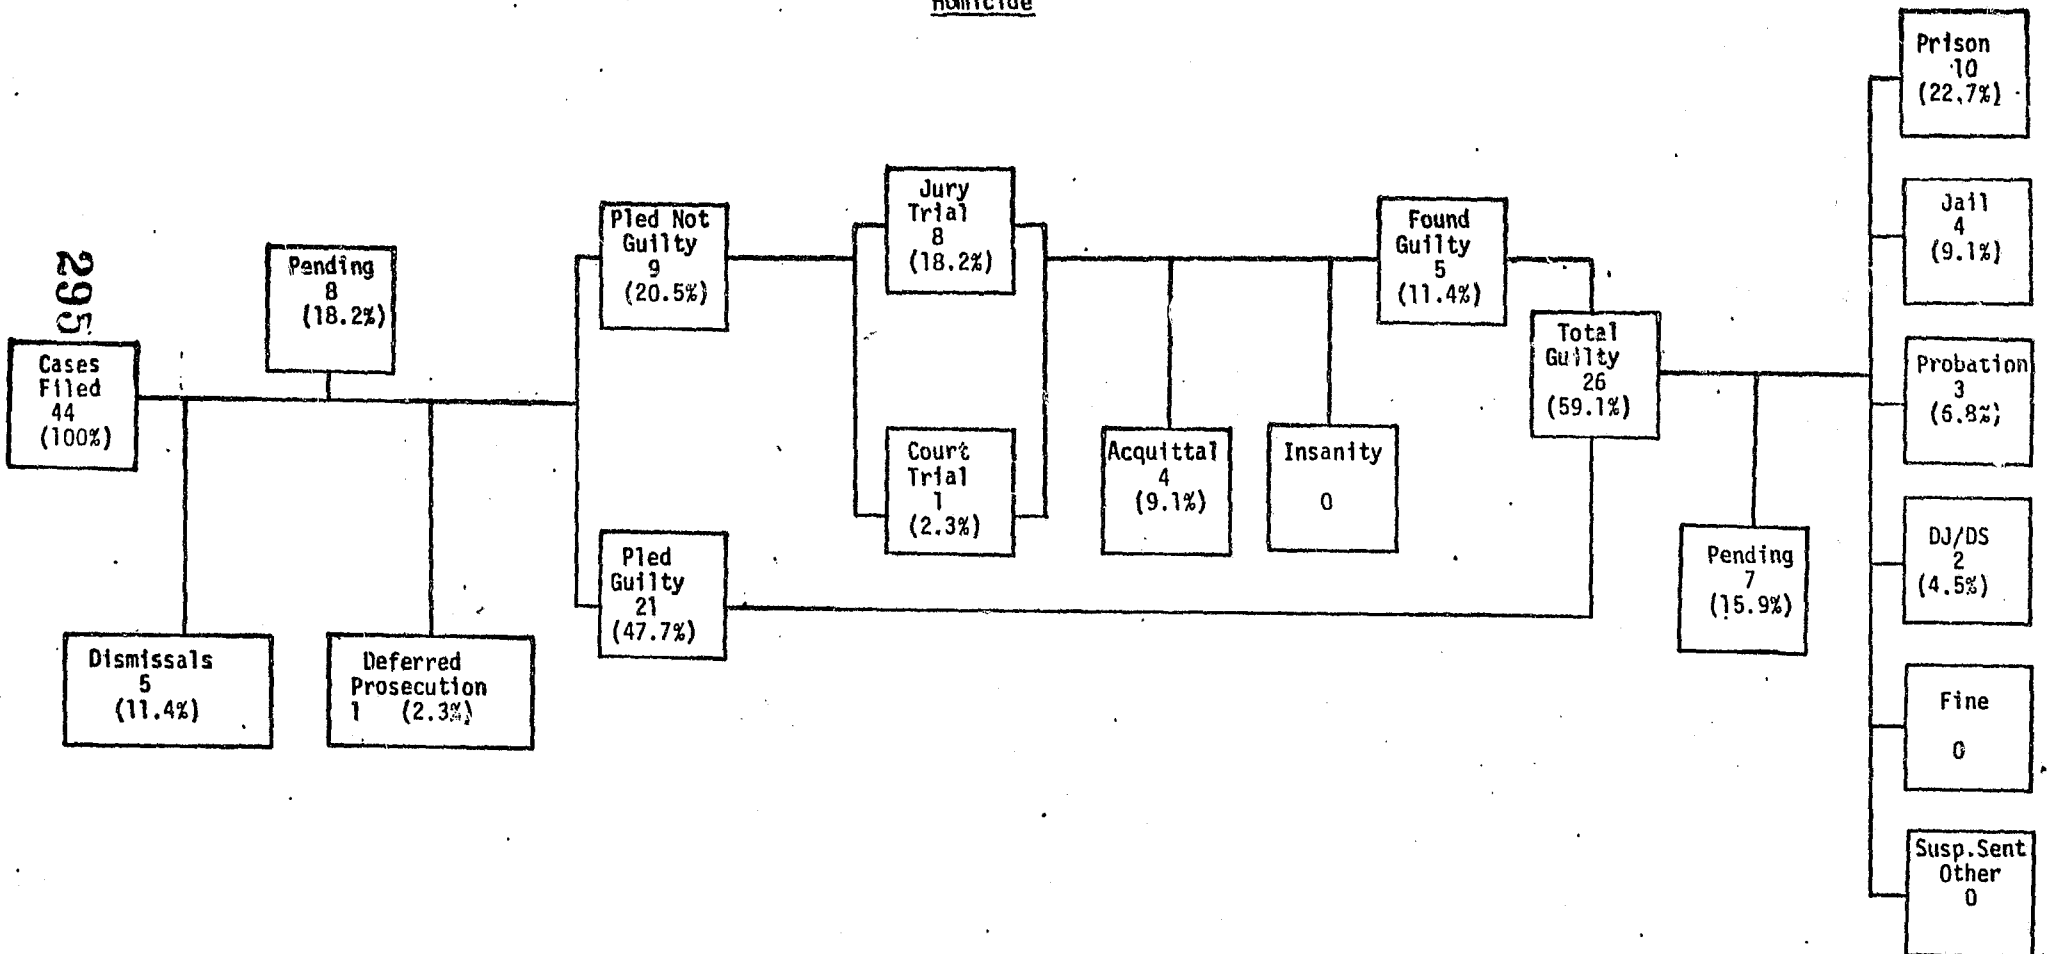 Homicide
295
Cases
Filed
44
(100%)
Pending
8
(18.2%)
Dismissals
5
(11.4%)
Deferred
Prosecution
1 (2.3%)
Pled Not
Guilty
9
(20.5%)
Pled
Guilty
21
(47.7%)
Jury
Trial
8
(18.2%)
Court
Trial
1
(2.3%)
Acquittal
4
(9.1%)
Insanity
0
Found
Guilty
5
(11.4%)
Total
Guilty
26
(59.1%)
Pending
7
(15.9%)
Prison
10
(22.7%)
Jail
4
(9.1%)
Probation
3
(6.8%)
DJ/DS
2
(4.5%)
Fine
0
Susp.Sent
Other
0